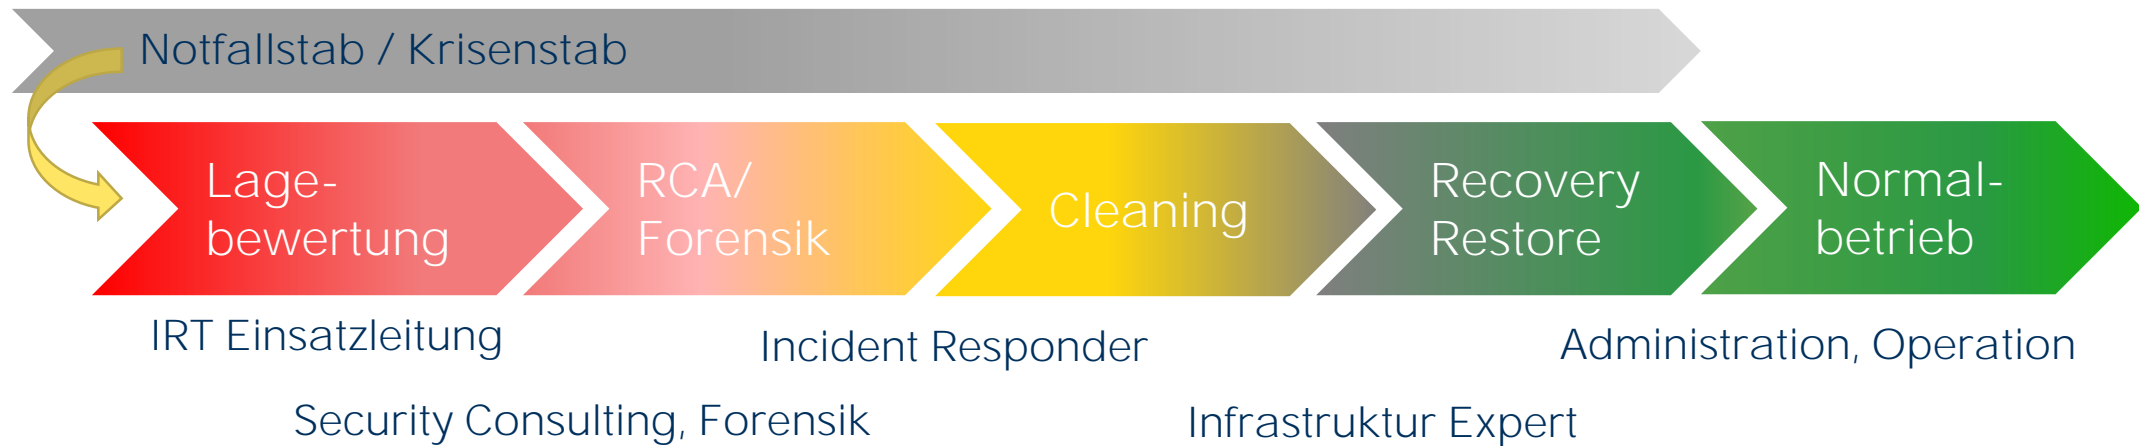 Notfallstab / Krisenstab
Lage-
bewertung
RCA/
Forensik
Cleaning
Recovery
Restore
Normal-
betrieb
IRT Einsatzleitung
Incident Responder
Administration, Operation
Security Consulting, Forensik
Infrastruktur Expert